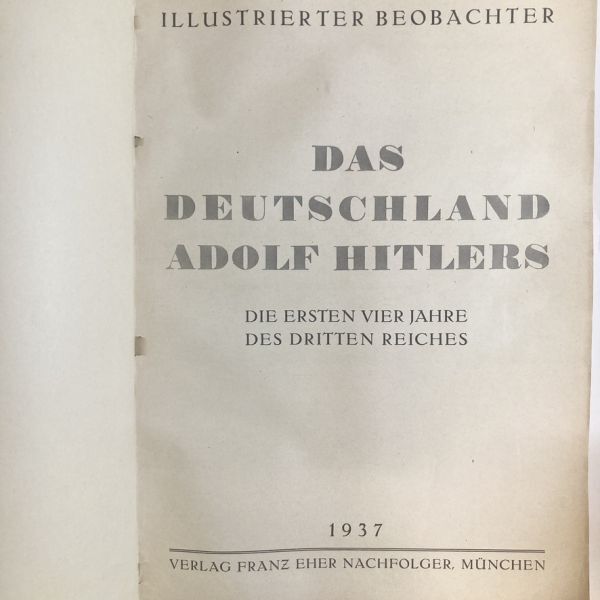 ILLUSTRIERTER BEOBACHTER
DAS
DEUTSCHLAND
ADOLF HITLERS
DIE ERSTEN VIER JAHRE
DES DRITTEN REICHES
1937
VERLAG FRANZ EHER NACHFOLGER, MÜNCHEN